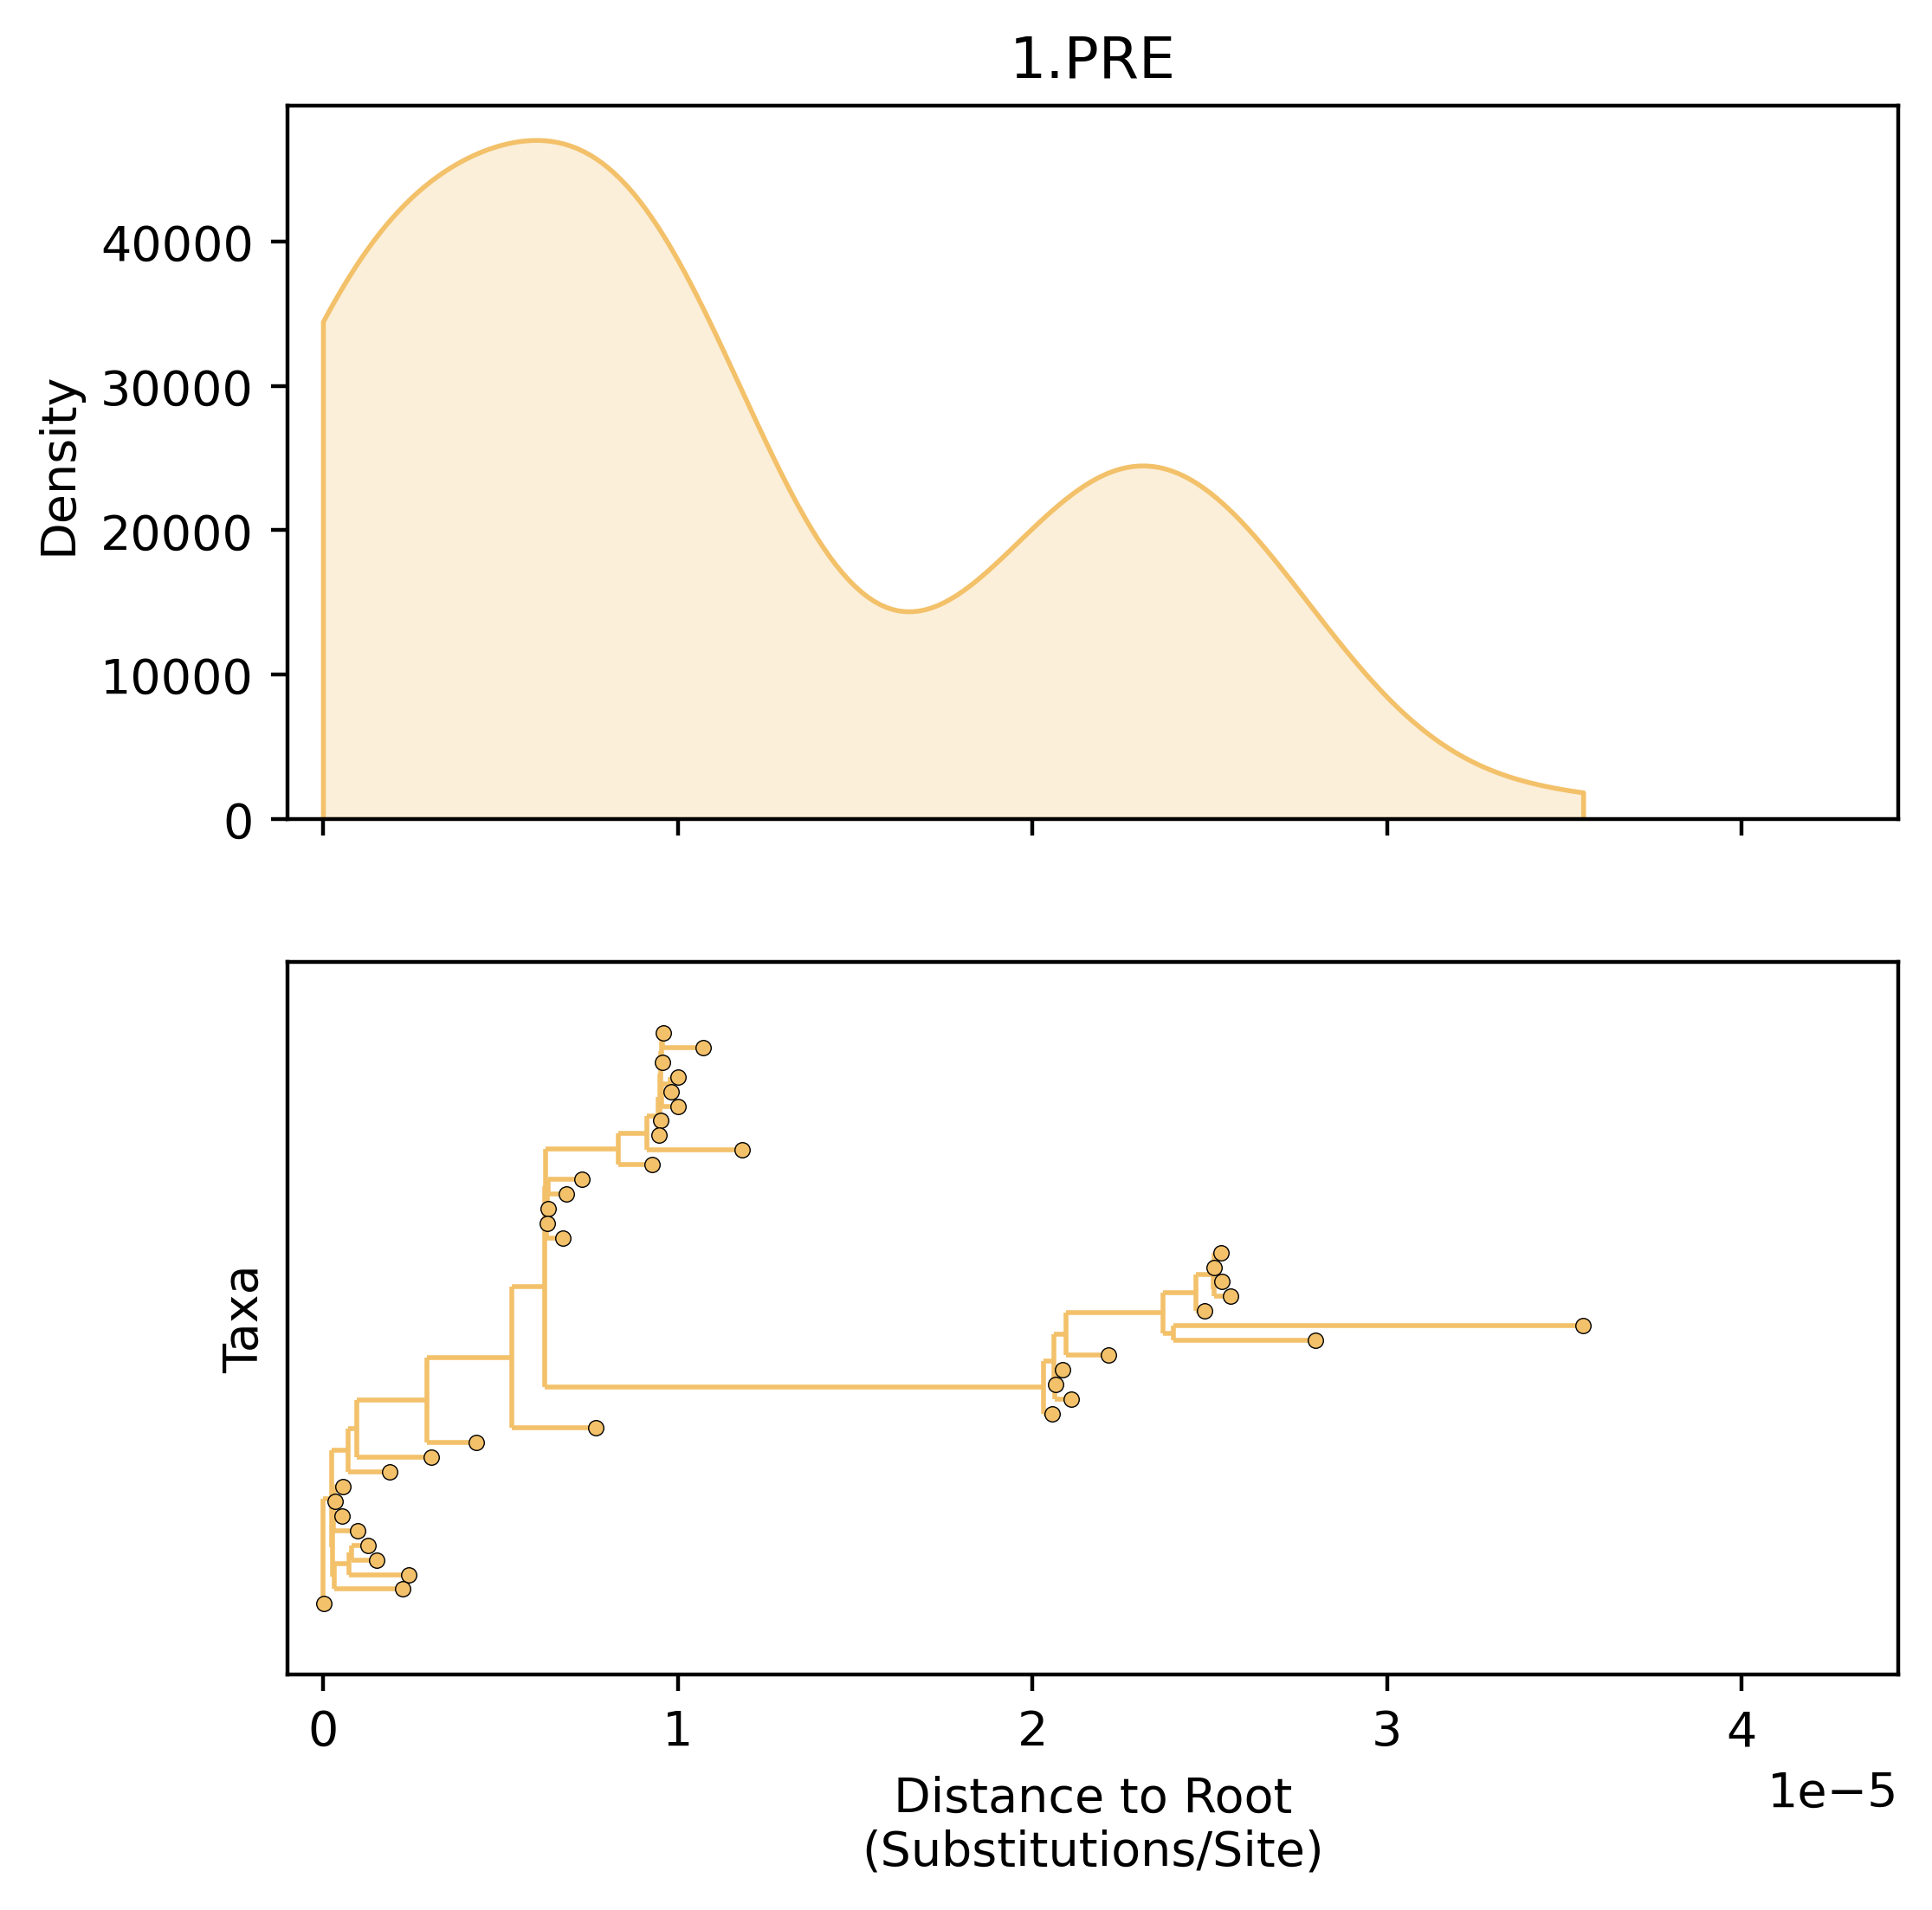 1.PRE
40000
30000
20000
10000
0
Density
Taxa
0 1 2 3 4
1e−5
Distance to Root
(Substitutions/Site)